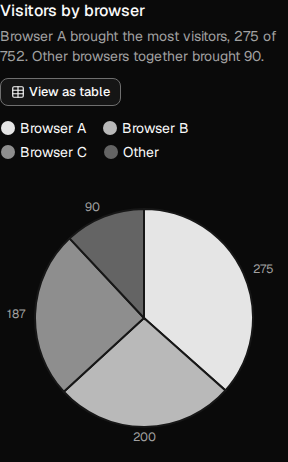 Visitors by browser
Browser A brought the most visitors, 275 of
752. Other browsers together brought 90.
View as table
Browser A Browser B
Browser C Other
90
275
187
200